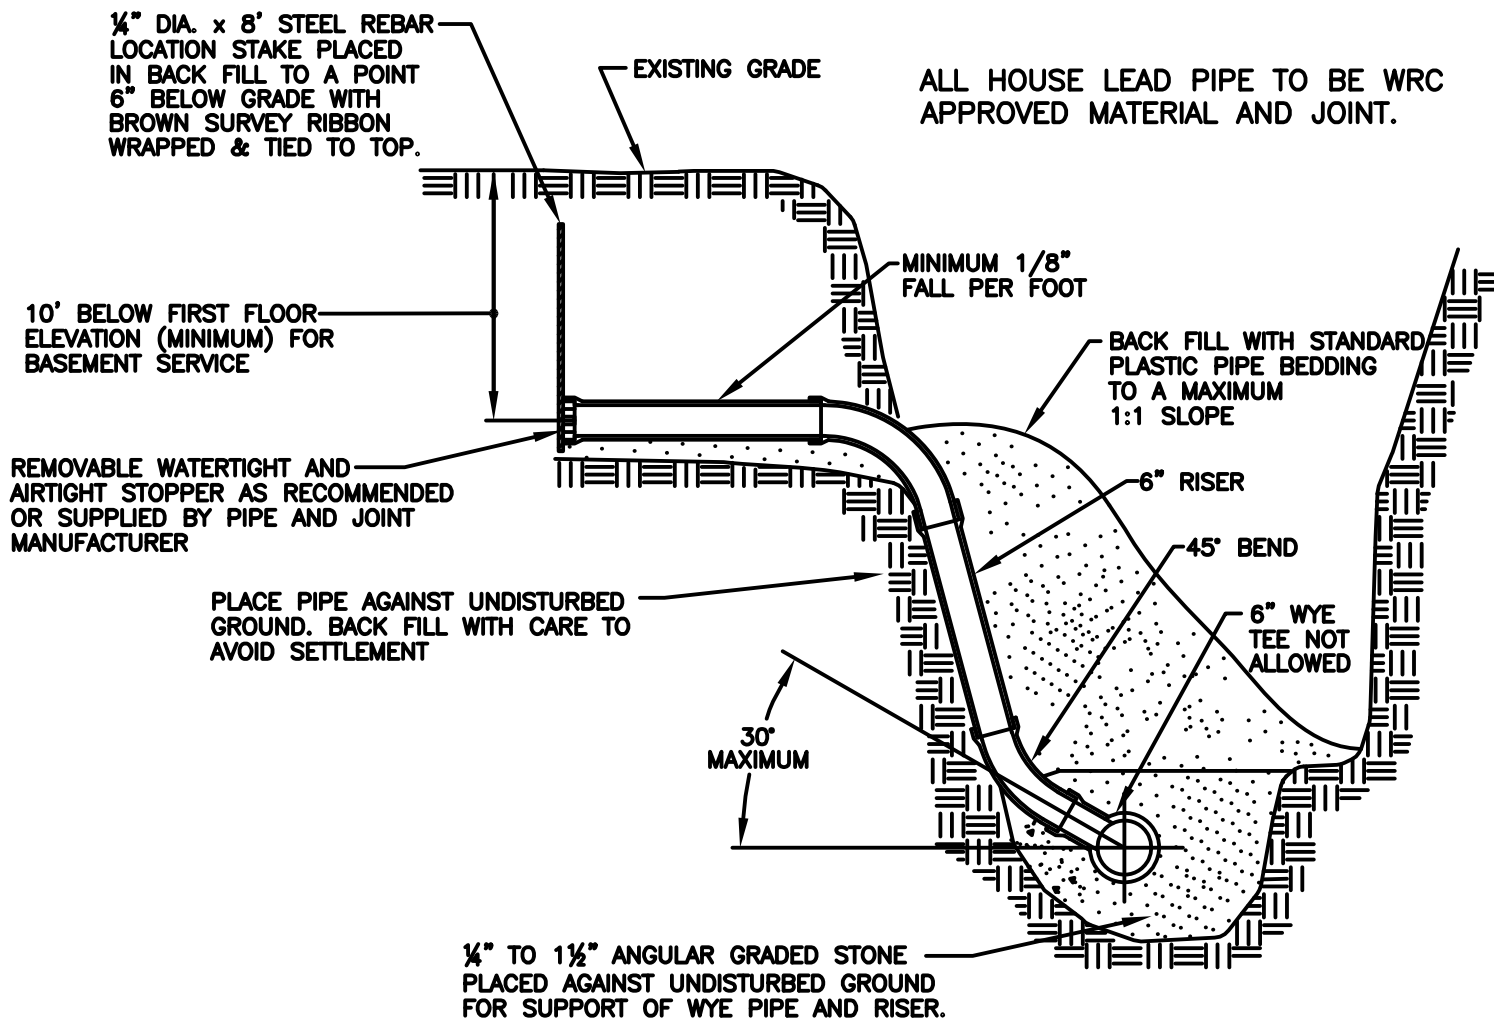 ¼" DIA. x 8' STEEL REBAR
LOCATION STAKE PLACED
IN BACK FILL TO A POINT
6" BELOW GRADE WITH
BROWN SURVEY RIBBON
WRAPPED & TIED TO TOP.
EXISTING GRADE
ALL HOUSE LEAD PIPE TO BE WRC
APPROVED MATERIAL AND JOINT.
MINIMUM 1/8"
FALL PER FOOT
10' BELOW FIRST FLOOR
ELEVATION (MINIMUM) FOR
BASEMENT SERVICE
BACK FILL WITH STANDARD
PLASTIC PIPE BEDDING
TO A MAXIMUM
1:1 SLOPE
REMOVABLE WATERTIGHT AND
AIRTIGHT STOPPER AS RECOMMENDED
OR SUPPLIED BY PIPE AND JOINT
MANUFACTURER
6" RISER
45° BEND
PLACE PIPE AGAINST UNDISTURBED
GROUND. BACK FILL WITH CARE TO
AVOID SETTLEMENT
6" WYE
TEE NOT
ALLOWED
30°
MAXIMUM
¼" TO 1½" ANGULAR GRADED STONE
PLACED AGAINST UNDISTURBED GROUND
FOR SUPPORT OF WYE PIPE AND RISER.